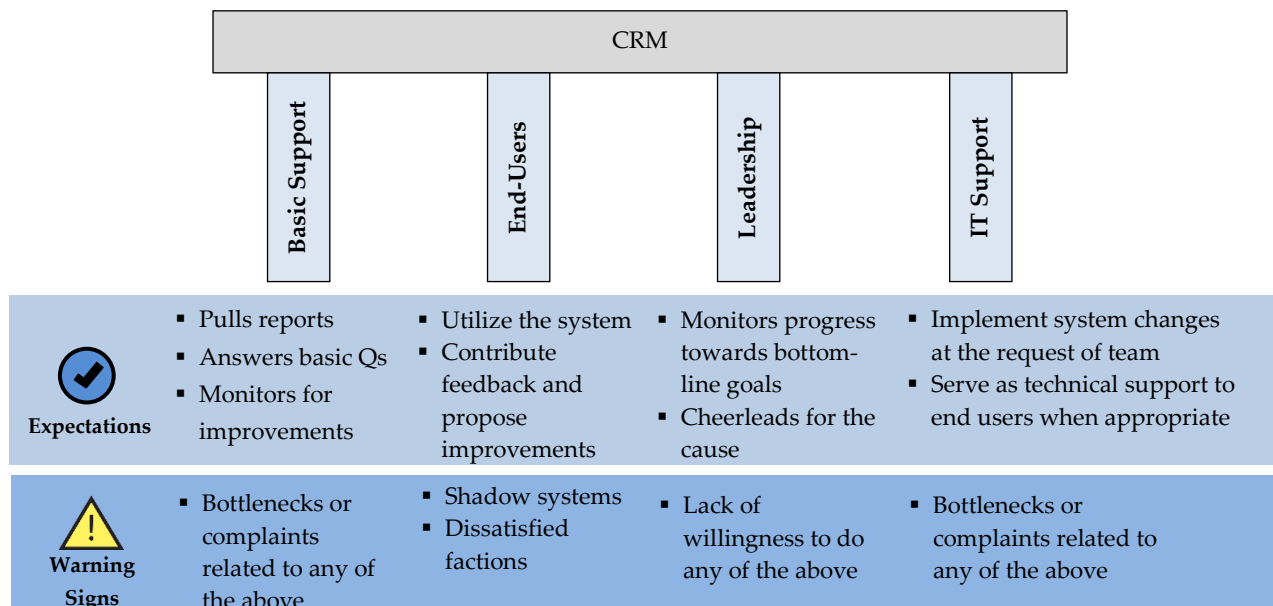 CRM
Basic Support
End-Users
Leadership
IT Support
Expectations
▪ Pulls reports
▪ Answers basic Qs
▪ Monitors for
improvements
▪ Utilize the system
▪ Contribute
feedback and
propose
improvements
▪ Monitors progress
towards bottom-
line goals
▪ Cheerleads for the
cause
▪ Implement system changes
at the request of team
▪ Serve as technical support to
end users when appropriate
!
Warning
Signs
▪ Bottlenecks or
complaints
related to any of
the above
▪ Shadow systems
▪ Dissatisfied
factions
▪ Lack of
willingness to do
any of the above
▪ Bottlenecks or
complaints related to
any of the above